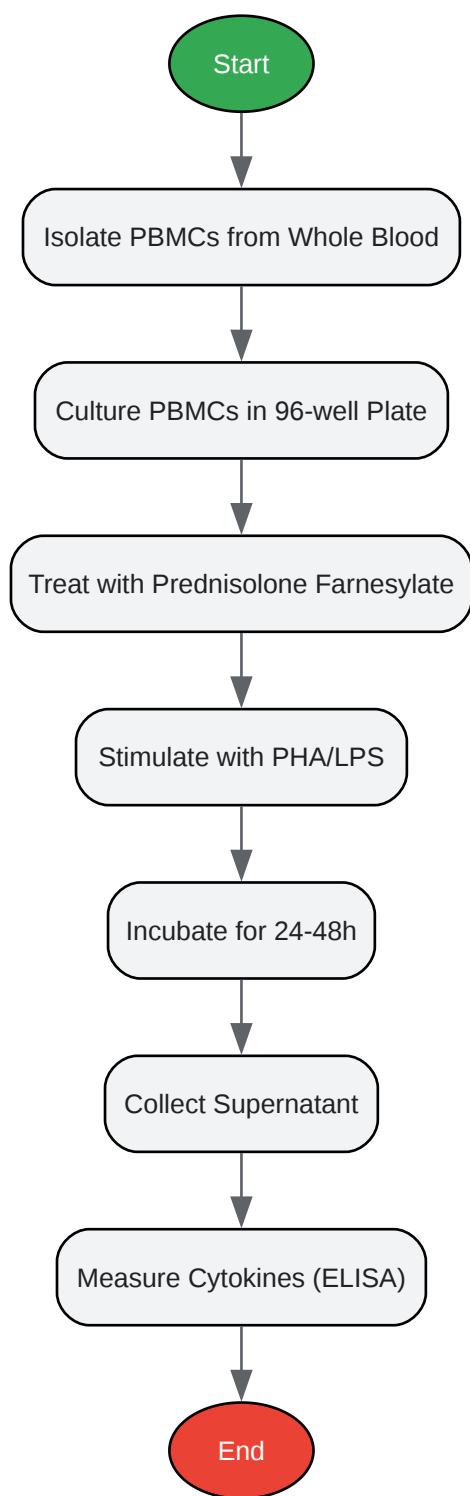 Start
Isolate PBMCs from Whole Blood
Culture PBMCs in 96-well Plate
Treat with Prednisolone Farnesylate
Stimulate with PHA/LPS
Incubate for 24-48h
Collect Supernatant
Measure Cytokines (ELISA)
End